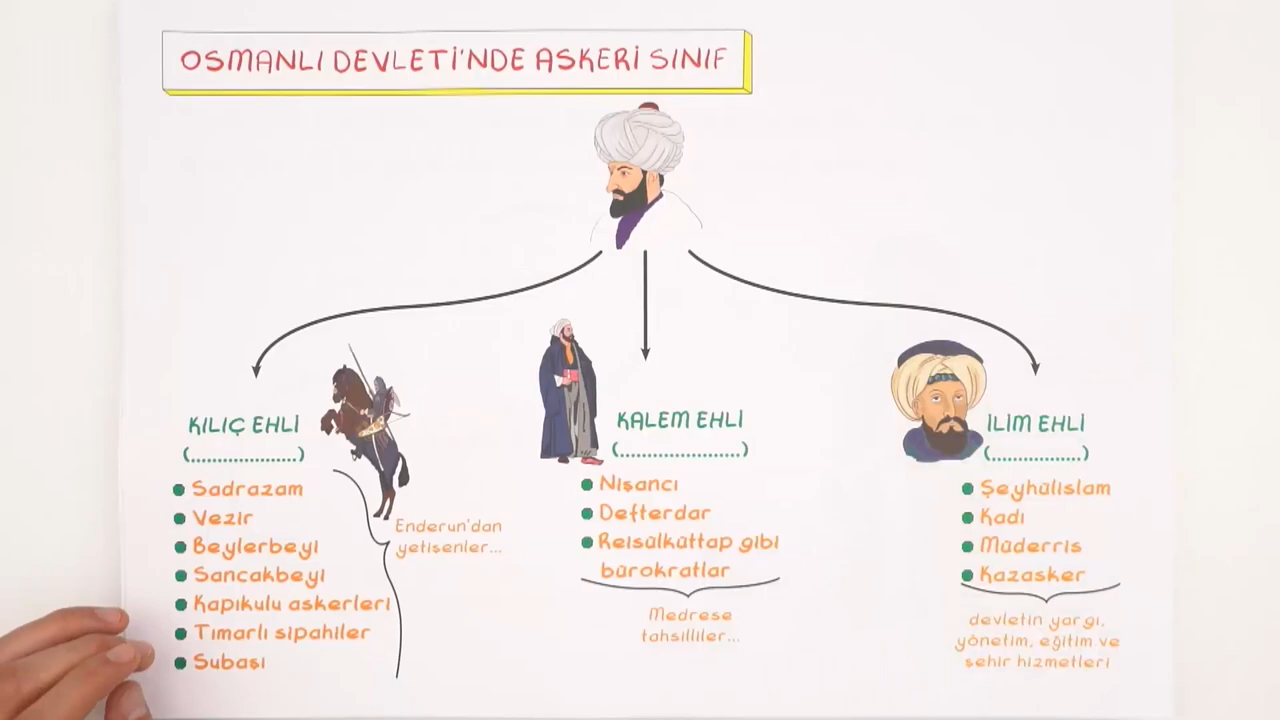 OSMANLI DEVLETİ'NDE ASKERİ SINIF
KILIÇ EHLİ
(...................)
Sadrazam
Vezir
Beylerbeyi
Sancakbeyi
Kapıkulu askerleri
Tımarlı sipahiler
Subaşı
Enderun'dan
yetişenler...
KALEM EHLİ
(......................)
Nişancı
Defterdar
Reisülküttap gibi
bürokratlar
Medrese
tahsilliler...
İLİM EHLİ
(.................)
Şeyhülislam
Kadı
Müderris
Kazasker
devletin yargı,
yönetim, eğitim ve
şehir hizmetleri